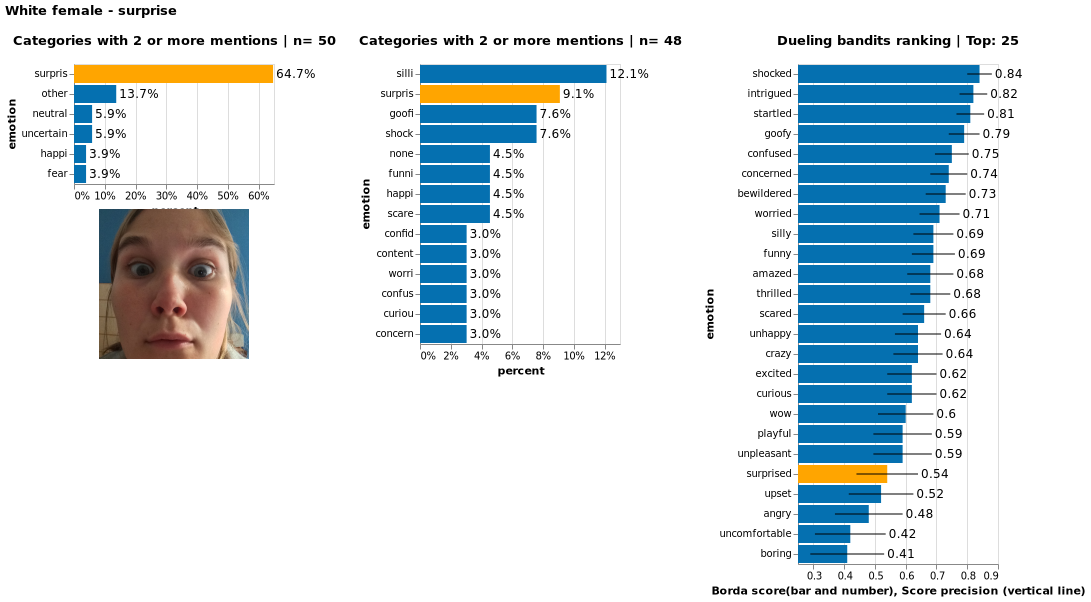 White female - surprise
Categories with 2 or more mentions | n= 50
emotion
surpris 64.7%
other 13.7%
neutral 5.9%
uncertain 5.9%
happi 3.9%
fear 3.9%
0% 10% 20% 30% 40% 50% 60%
Categories with 2 or more mentions | n= 48
emotion
silli 12.1%
surpris 9.1%
goofi 7.6%
shock 7.6%
none 4.5%
funni 4.5%
happi 4.5%
scare 4.5%
confid 3.0%
content 3.0%
worri 3.0%
confus 3.0%
curiou 3.0%
concern 3.0%
0% 2% 4% 6% 8% 10% 12%
percent
Dueling bandits ranking | Top: 25
emotion
shocked 0.84
intrigued 0.82
startled 0.81
goofy 0.79
confused 0.75
concerned 0.74
bewildered 0.73
worried 0.71
silly 0.69
funny 0.69
amazed 0.68
thrilled 0.68
scared 0.66
unhappy 0.64
crazy 0.64
excited 0.62
curious 0.62
wow 0.6
playful 0.59
unpleasant 0.59
surprised 0.54
upset 0.52
angry 0.48
uncomfortable 0.42
boring 0.41
0.3 0.4 0.5 0.6 0.7 0.8 0.9
Borda score(bar and number), Score precision (vertical line)